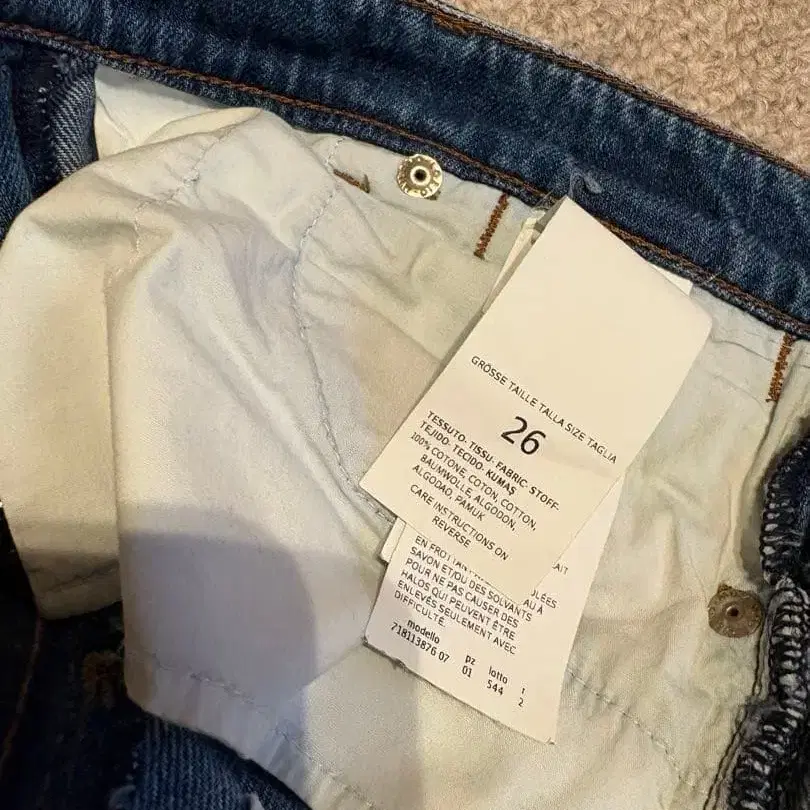 GRÖSSE TAILLE TALLA SIZE TAGLIA
26
TESSUTO- TISSU- FABRIC- STOFF-
TEJIDO- TECIDO- KUMAŞ
100% COTONE, COTON, COTTON,
BAUMWOLLE, ALGODON,
ALGODAO, PAMUK
CARE INSTRUCTIONS ON
REVERSE
EN
SAVON ET/OU DES SOLVANTS
POUR NE PAS CAUSER DES
HALOS QUI PEUVENT ÊTRE
ENLEVÉS SEULEMENT AVEC
DIFFICULTÉ.
modello pz lotto r
718113876 07 01 544 2